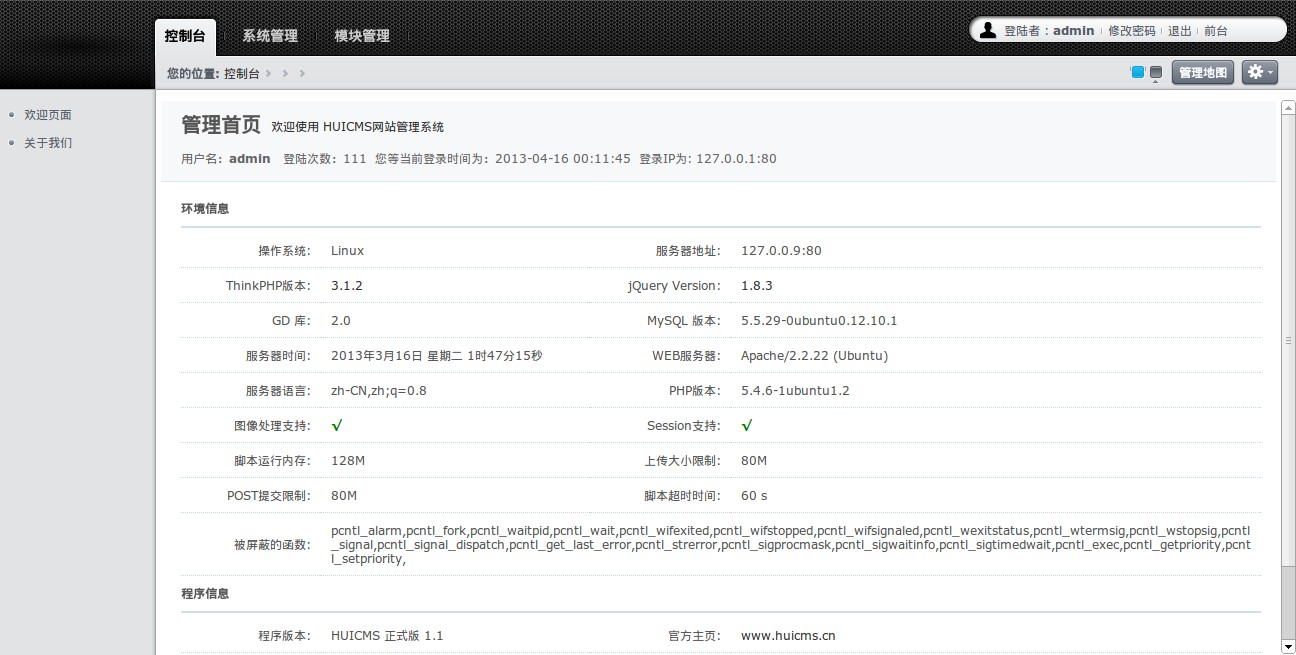 控制台 系统管理 模块管理 登陆者：admin 修改密码 退出 前台
您的位置: 控制台 管理地图
欢迎页面
关于我们
管理首页 欢迎使用 HUICMS网站管理系统
用户名: admin 登陆次数: 111 您等当前登录时间为: 2013-04-16 00:11:45 登录IP为: 127.0.0.1:80
环境信息
操作系统: Linux 服务器地址: 127.0.0.9:80
ThinkPHP版本: 3.1.2 jQuery Version: 1.8.3
GD 库: 2.0 MySQL 版本: 5.5.29-0ubuntu0.12.10.1
服务器时间: 2013年3月16日 星期二 1时47分15秒 WEB服务器: Apache/2.2.22 (Ubuntu)
服务器语言: zh-CN,zh;q=0.8 PHP版本: 5.4.6-1ubuntu1.2
图像处理支持: √ Session支持: √
脚本运行内存: 128M 上传大小限制: 80M
POST提交限制: 80M 脚本超时时间: 60 s
被屏蔽的函数: pcntl_alarm,pcntl_fork,pcntl_waitpid,pcntl_wait,pcntl_wifexited,pcntl_wifstopped,pcntl_wifsignaled,pcntl_wexitstatus,pcntl_wtermsig,pcntl_wstopsig,pcntl
_signal,pcntl_signal_dispatch,pcntl_get_last_error,pcntl_strerror,pcntl_sigprocmask,pcntl_sigwaitinfo,pcntl_sigtimedwait,pcntl_exec,pcntl_getpriority,pcnt
l_setpriority,
程序信息
程序版本: HUICMS 正式版 1.1 官方主页: www.huicms.cn